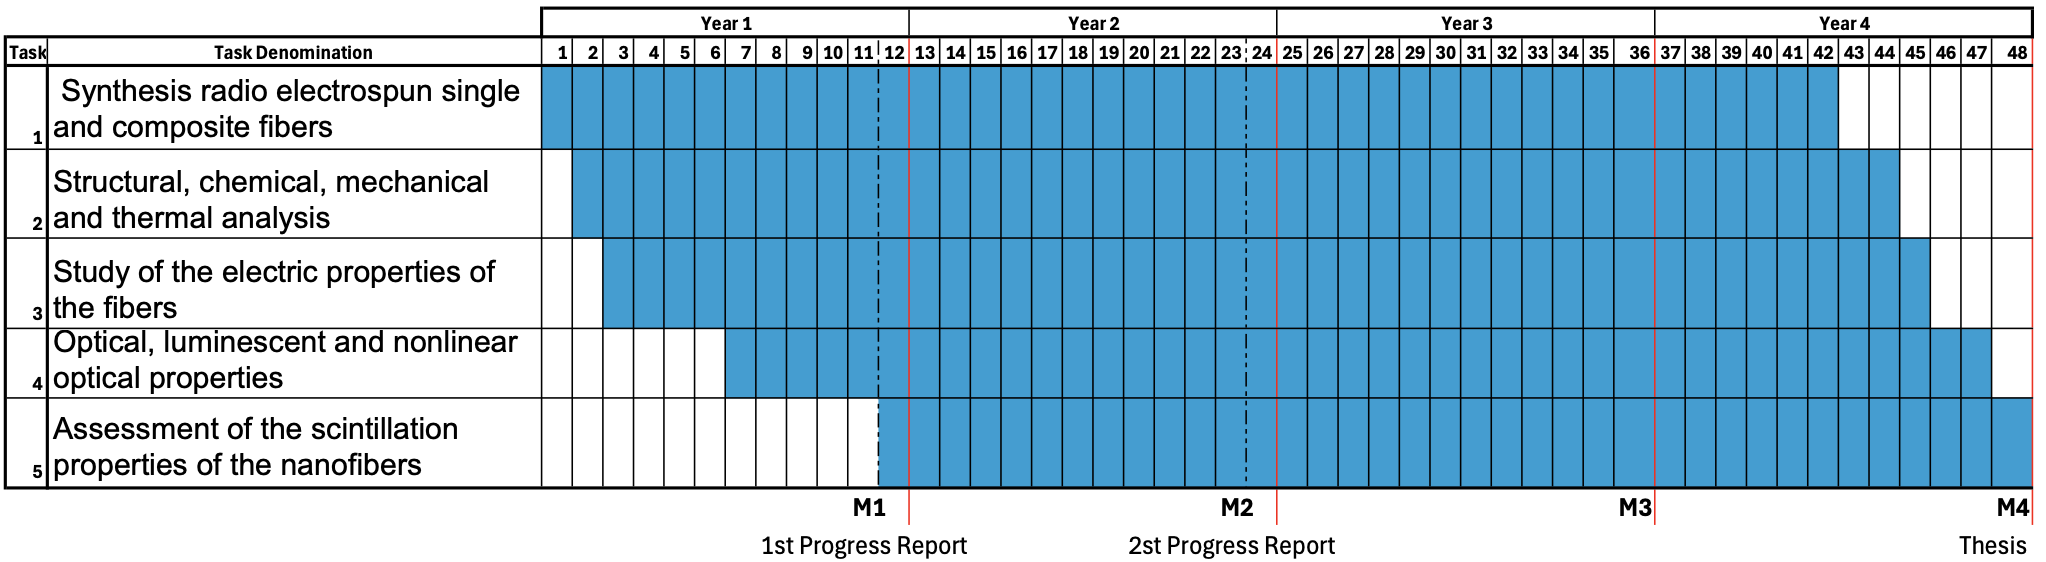 Year 1 Year 2 Year 3 Year 4
Task Task Denomination 1 2 3 4 5 6 7 8 9 10 11 12 13 14 15 16 17 18 19 20 21 22 23 24 25 26 27 28 29 30 31 32 33 34 35 36 37 38 39 40 41 42 43 44 45 46 47 48
Synthesis radio electrospun single
1 and composite fibers
Structural, chemical, mechanical
2 and thermal analysis
Study of the electric properties of
3 the fibers
Optical, luminescent and nonlinear
4 optical properties
Assessment of the scintillation
5 properties of the nanofibers
M1 M2 M3 M4
1st Progress Report 2st Progress Report Thesis